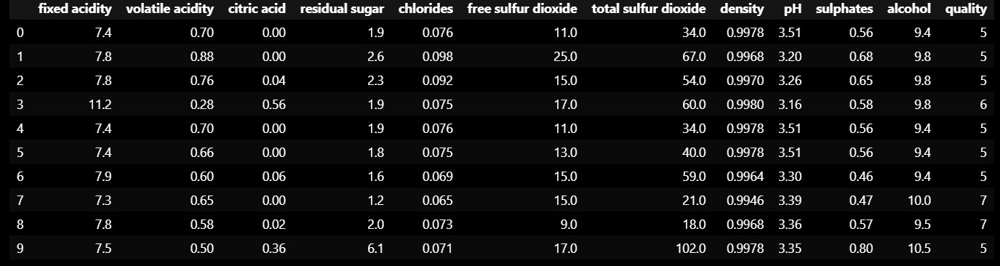 fixed acidity volatile acidity citric acid residual sugar chlorides free sulfur dioxide total sulfur dioxide density pH sulphates alcohol quality
0 7.4 0.70 0.00 1.9 0.076 11.0 34.0 0.9978 3.51 0.56 9.4 5
1 7.8 0.88 0.00 2.6 0.098 25.0 67.0 0.9968 3.20 0.68 9.8 5
2 7.8 0.76 0.04 2.3 0.092 15.0 54.0 0.9970 3.26 0.65 9.8 5
3 11.2 0.28 0.56 1.9 0.075 17.0 60.0 0.9980 3.16 0.58 9.8 6
4 7.4 0.70 0.00 1.9 0.076 11.0 34.0 0.9978 3.51 0.56 9.4 5
5 7.4 0.66 0.00 1.8 0.075 13.0 40.0 0.9978 3.51 0.56 9.4 5
6 7.9 0.60 0.06 1.6 0.069 15.0 59.0 0.9964 3.30 0.46 9.4 5
7 7.3 0.65 0.00 1.2 0.065 15.0 21.0 0.9946 3.39 0.47 10.0 7
8 7.8 0.58 0.02 2.0 0.073 9.0 18.0 0.9968 3.36 0.57 9.5 7
9 7.5 0.50 0.36 6.1 0.071 17.0 102.0 0.9978 3.35 0.80 10.5 5